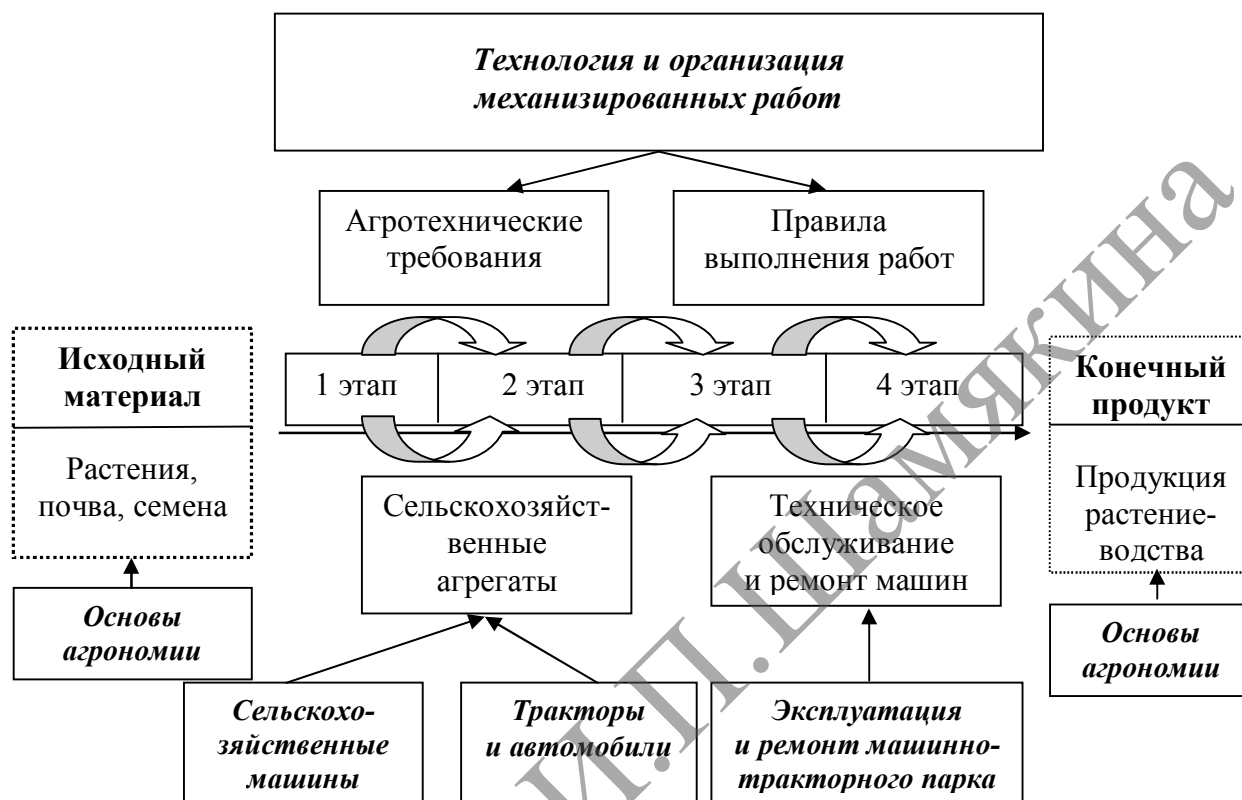 Технология и организация
механизированных работ
Агротехнические
требования
Правила
выполнения работ
Исходный
материал
Растения,
почва, семена
1 этап
2 этап
3 этап
4 этап
Конечный
продукт
Продукция
растение-
водства
Сельскохозяйст-
венные
агрегаты
Техническое
обслуживание
и ремонт машин
Основы
агрономии
Основы
агрономии
Сельскохо-
зяйственные
машины
Тракторы
и автомобили
Эксплуатация
и ремонт машинно-
тракторного парка
И.П.Шамякина